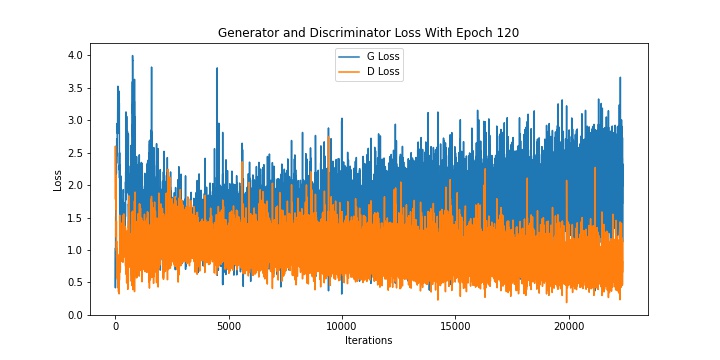 Generator and Discriminator Loss With Epoch 120
G Loss
D Loss
Loss
4.0
3.5
3.0
2.5
2.0
1.5
1.0
0.5
0.0
0
5000
10000
15000
20000
Iterations